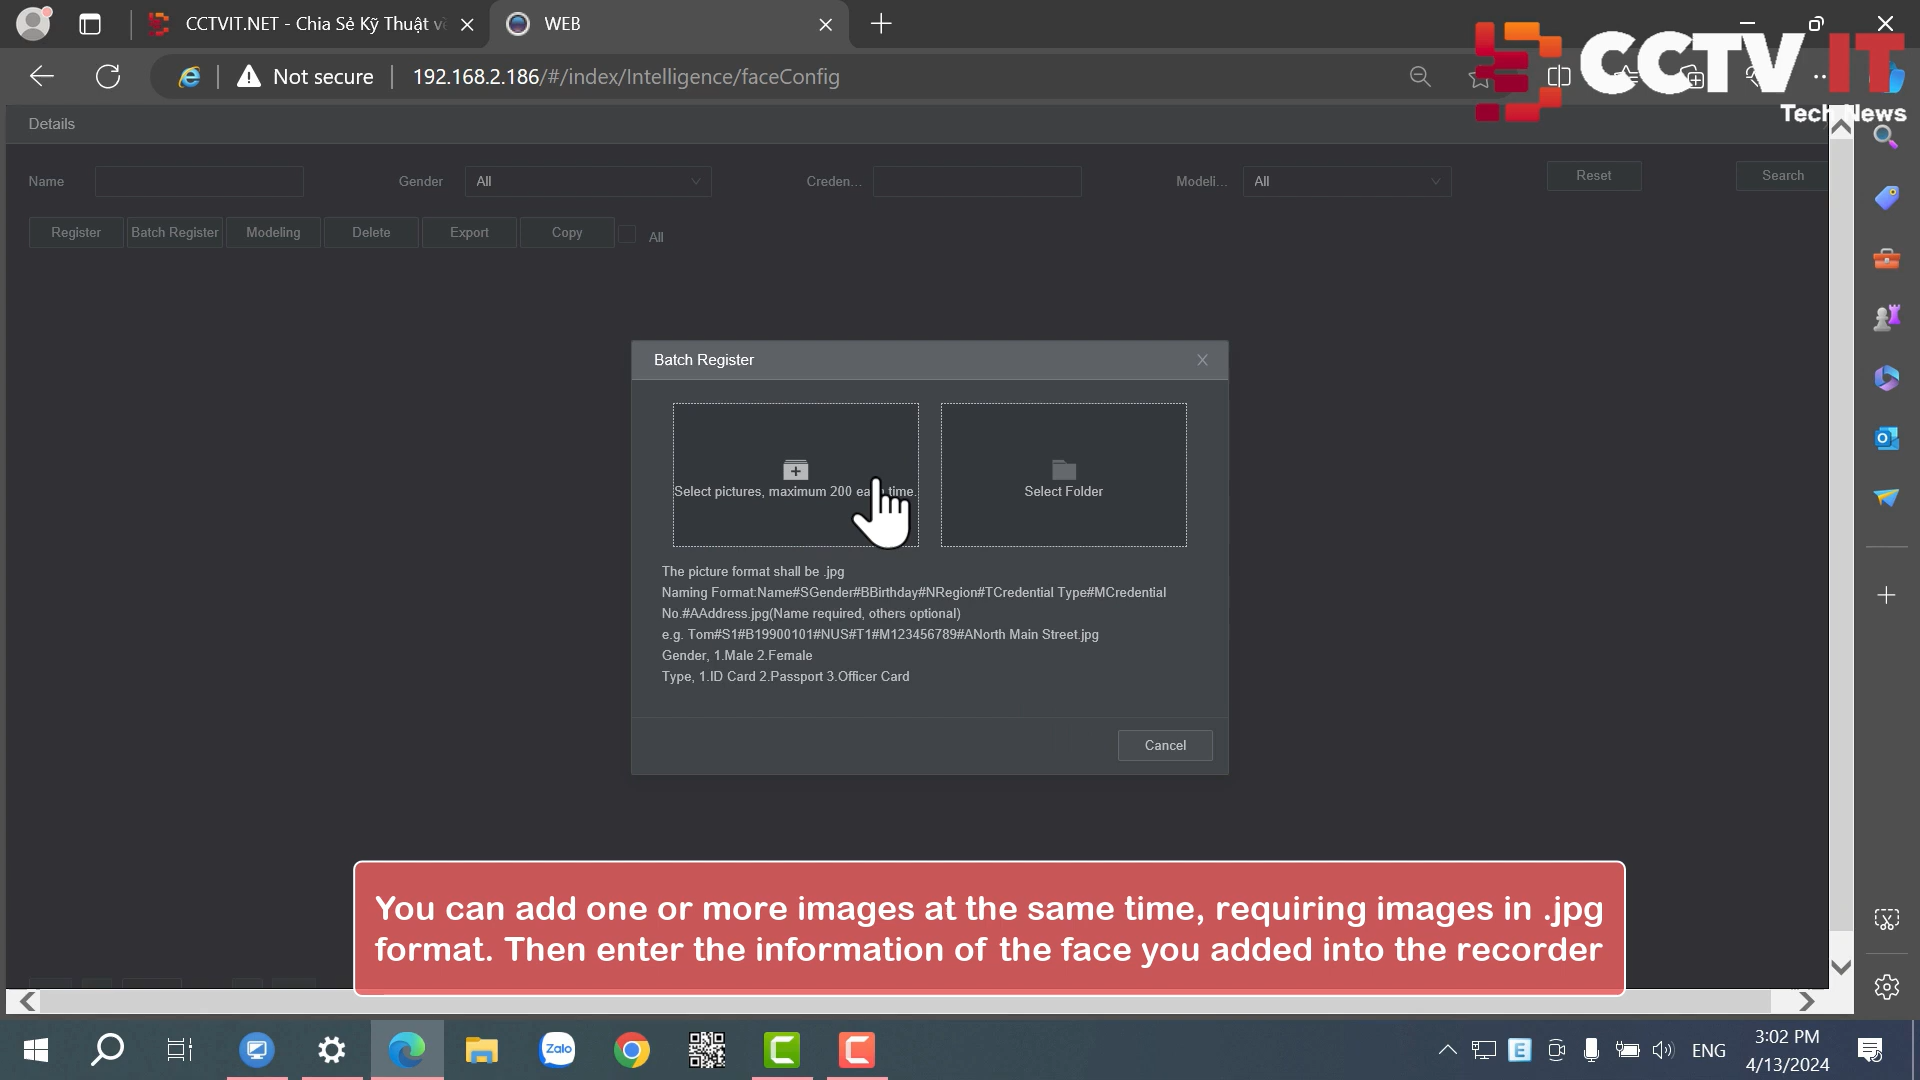 CCTVIT.NET - Chia Sẻ Kỹ Thuật về
WEB
Not secure
192.168.2.186/#/index/Intelligence/faceConfig
CCTV IT
Tech News
Details
Name
Gender
All
Creden...
Modeli...
All
Reset
Search
Register
Batch Register
Modeling
Delete
Export
Copy
All
Batch Register
Select pictures, maximum 200 each time.
Select Folder
The picture format shall be .jpg
Naming Format:Name#SGender#BBirthday#NRegion#TCredential Type#MCredential
No.#AAddress.jpg(Name required, others optional)
e.g. Tom#S1#B19900101#NUS#T1#M123456789#ANorth Main Street.jpg
Gender, 1.Male 2.Female
Type, 1.ID Card 2.Passport 3.Officer Card
Cancel
You can add one or more images at the same time, requiring images in .jpg
format. Then enter the information of the face you added into the recorder
Zalo
E
ENG
3:02 PM
4/13/2024